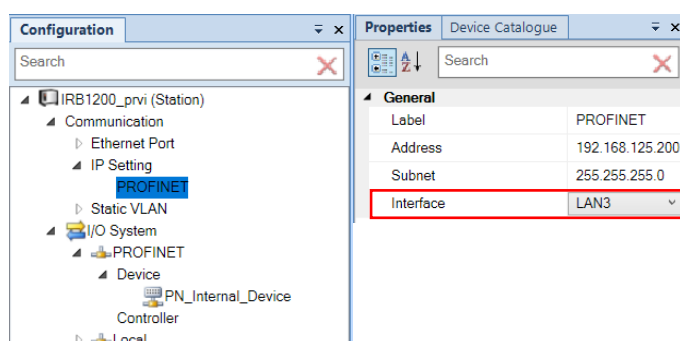 Configuration
Search
IRB1200_prvi (Station)
Communication
Ethernet Port
IP Setting
PROFINET
Static VLAN
I/O System
PROFINET
Device
PN_Internal_Device
Controller
Local
Properties Device Catalogue
Search
General
Label PROFINET
Address 192.168.125.200
Subnet 255.255.255.0
Interface LAN3